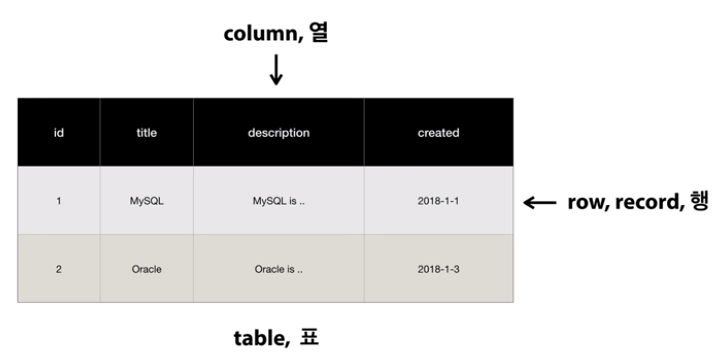 column, 열
id title description created
1 MySQL MySQL is .. 2018-1-1
row, record, 행
2 Oracle Oracle is .. 2018-1-3
table, 표